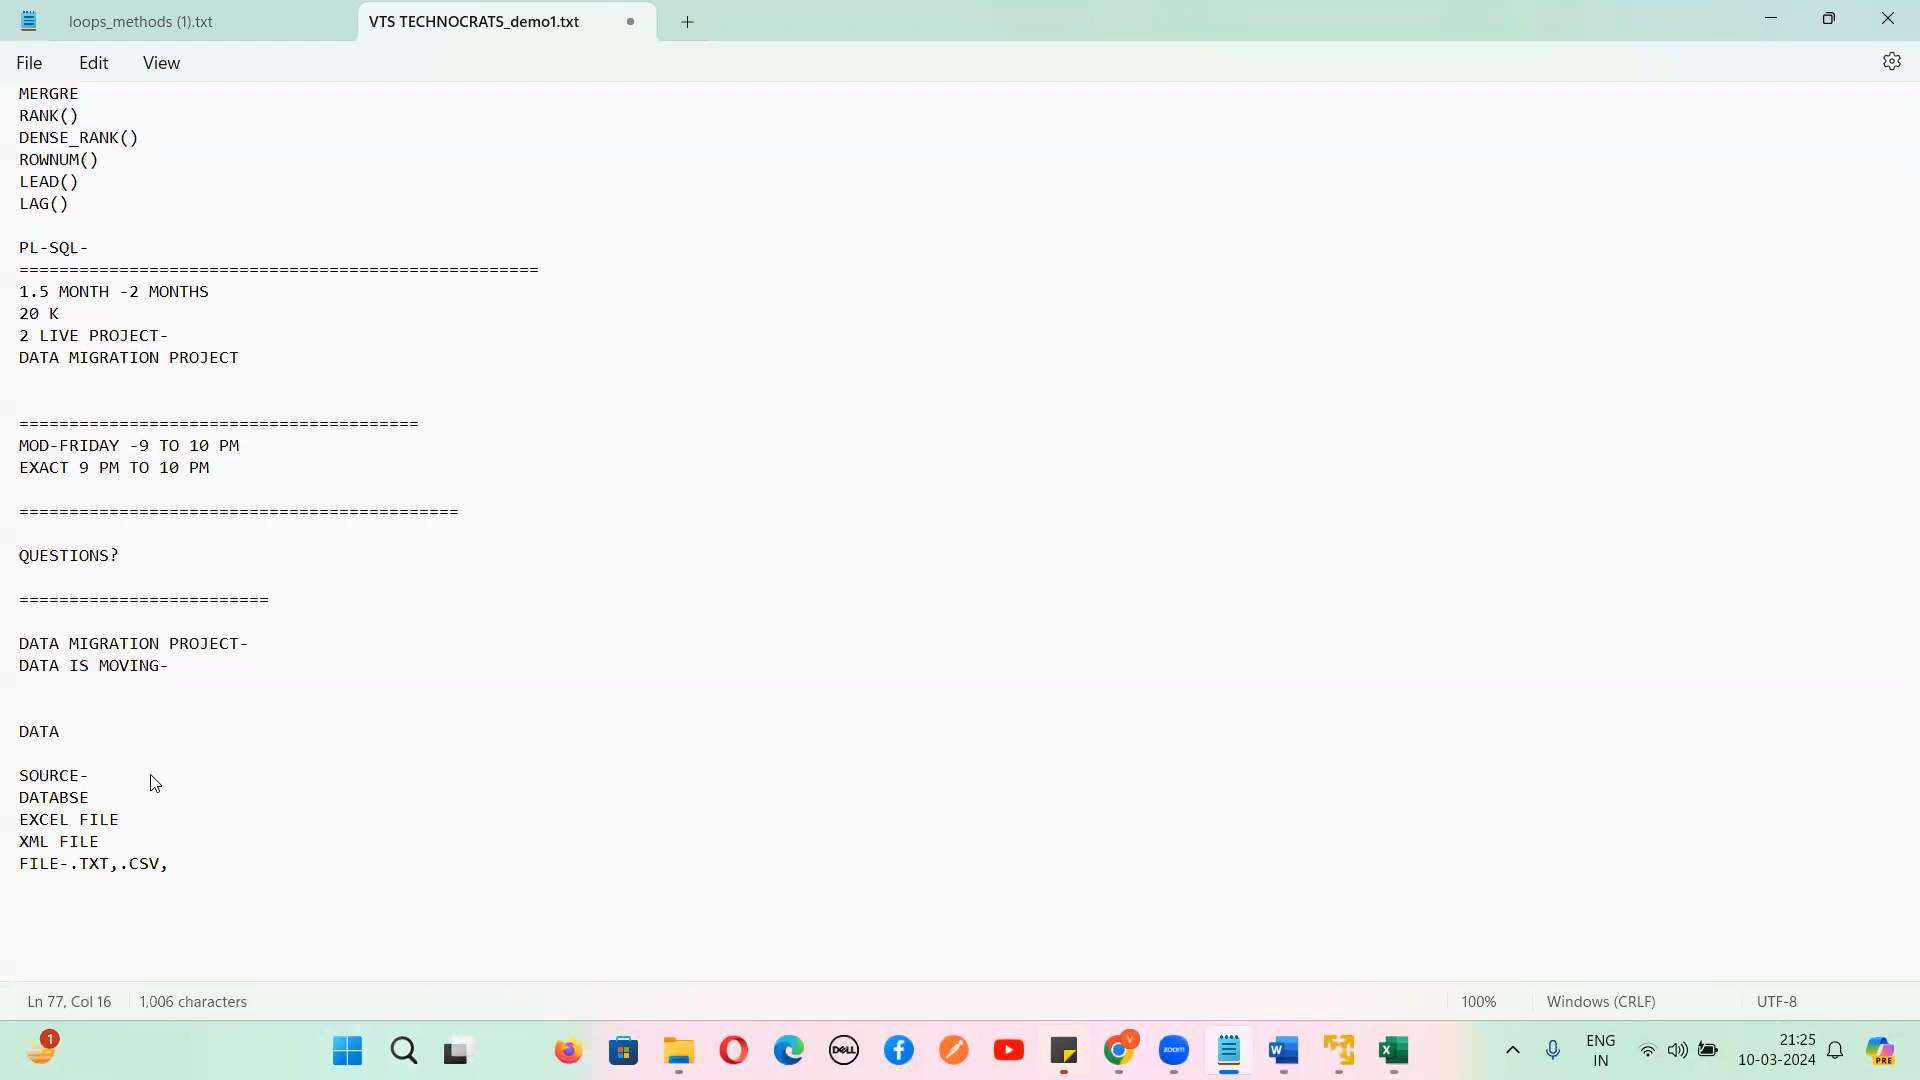 loops_methods (1).txt
VTS TECHNOCRATS_demo1.txt
File Edit View
MERGRE
RANK()
DENSE_RANK()
ROWNUM()
LEAD()
LAG()
PL-SQL-
====================================================
1.5 MONTH -2 MONTHS
20 K
2 LIVE PROJECT-
DATA MIGRATION PROJECT
========================================
MOD-FRIDAY -9 TO 10 PM
EXACT 9 PM TO 10 PM
============================================
QUESTIONS?
=========================
DATA MIGRATION PROJECT-
DATA IS MOVING-
DATA
SOURCE-
DATABSE
EXCEL FILE
XML FILE
FILE-.TXT,.CSV,
Ln 77, Col 16 1,006 characters 100% Windows (CRLF) UTF-8
1
DELL
V
zoom
W
X
ENG
IN
21:25
10-03-2024
PRE